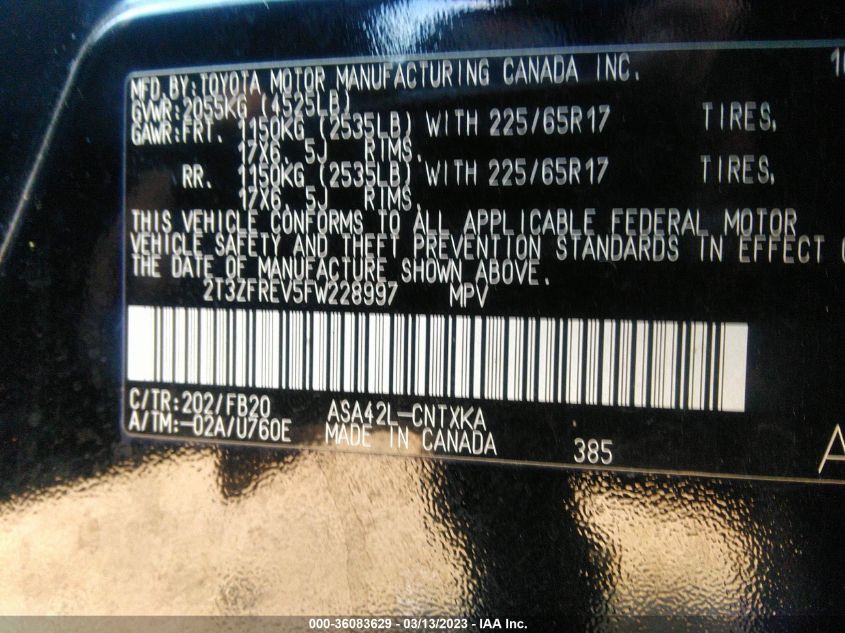 MFD.BY:TOYOTA MOTOR MANUFACTURING CANADA INC. 10
GVWR:2055KG (4525LB)
GAWR:FRT. 1150KG (2535LB) WITH 225/65R17 TIRES,
17X6. 5J RIMS.
RR. 1150KG (2535LB) WITH 225/65R17 TIRES,
17X6. 5J RIMS.
THIS VEHICLE CONFORMS TO ALL APPLICABLE FEDERAL MOTOR
VEHICLE SAFETY AND THEFT PREVENTION STANDARDS IN EFFECT
THE DATE OF MANUFACTURE SHOWN ABOVE.
2T3ZFREV5FW228997 MPV
C/TR:202/FB20 ASA42L-CNTXKA
A/TM:-02A/U760E MADE IN CANADA 385
A
000-36083629 - 03/13/2023 - IAA Inc.